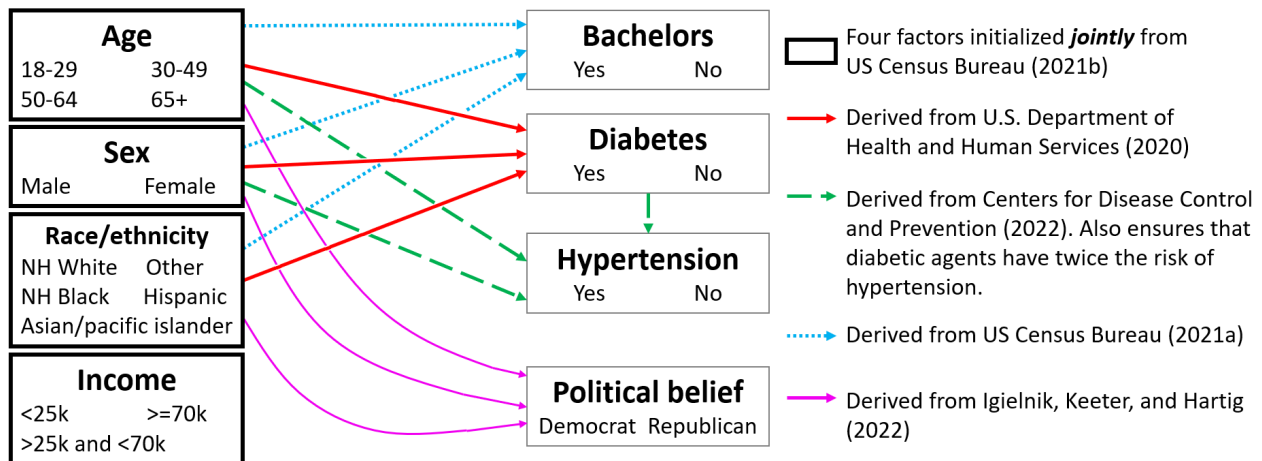 Age
18-29 30-49
50-64 65+
Sex
Male Female
Race/ethnicity
NH White Other
NH Black Hispanic
Asian/pacific islander
Income
<25k >=70k
>25k and <70k
Bachelors
Yes No
Diabetes
Yes No
Hypertension
Yes No
Political belief
Democrat Republican
Four factors initialized jointly from
US Census Bureau (2021b)
Derived from U.S. Department of
Health and Human Services (2020)
Derived from Centers for Disease Control
and Prevention (2022). Also ensures that
diabetic agents have twice the risk of
hypertension.
Derived from US Census Bureau (2021a)
Derived from Igielnik, Keeter, and Hartig
(2022)